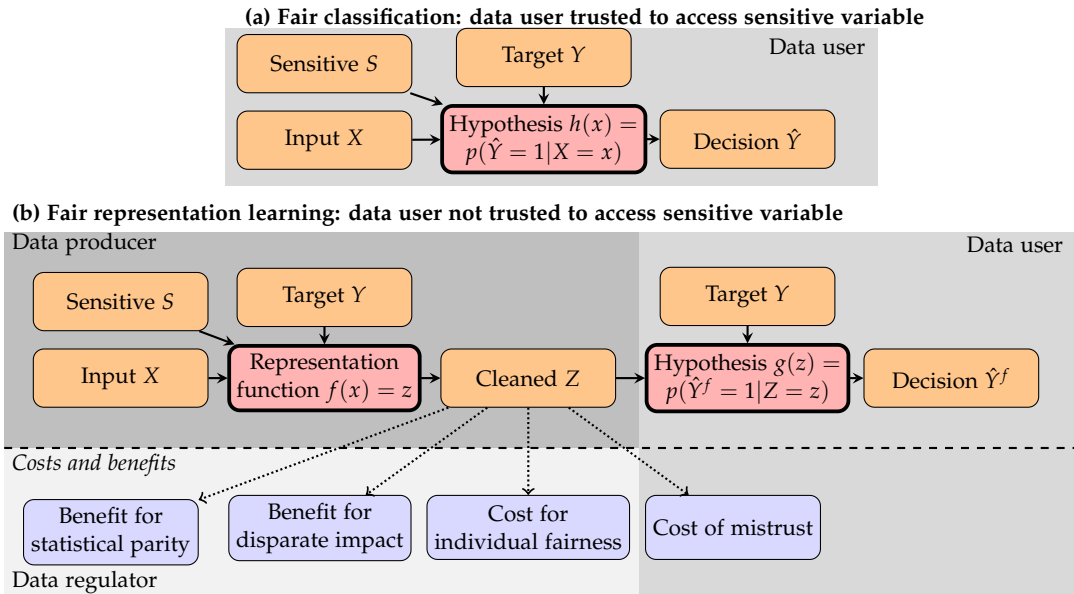 (a) Fair classification: data user trusted to access sensitive variable
Data user
Sensitive S
Target Y
Input X
Hypothesis h(x) =
p(Ŷ = 1|X = x)
Decision Ŷ
(b) Fair representation learning: data user not trusted to access sensitive variable
Data producer
Data user
Sensitive S
Target Y
Target Y
Input X
Representation
function f(x) = z
Cleaned Z
Hypothesis g(z) =
p(Ŷ^f = 1|Z = z)
Decision Ŷ^f
Costs and benefits
Benefit for
statistical parity
Benefit for
disparate impact
Cost for
individual fairness
Cost of mistrust
Data regulator